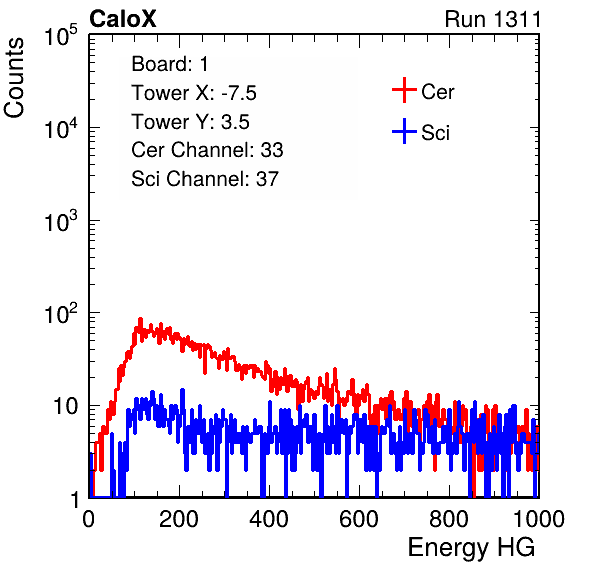 CaloX Run 1311
Counts
10^5
10^4
10^3
10^2
10
1
Board: 1
Tower X: -7.5
Tower Y: 3.5
Cer Channel: 33
Sci Channel: 37
Cer
Sci
0 200 400 600 800 1000
Energy HG